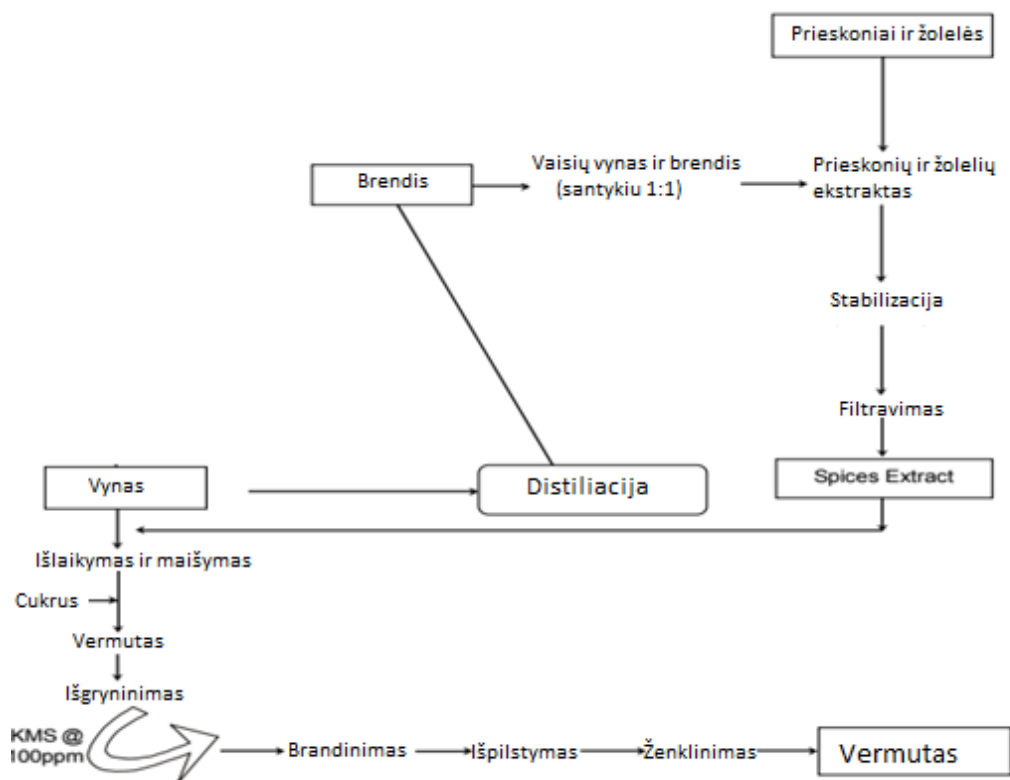 Prieskoniai ir žolelės
Vaisių vynas ir brendis
(santykiu 1:1)
Prieskonių ir žolelių
ekstraktas
Brendis
Stabilizacija
Filtravimas
Vynas
Distiliacija
Spices Extract
Išlaikymas ir maišymas
Cukrus
Vermutas
Išgryninimas
KMS @
100ppm
Brandinimas
Išpilstymas
Ženklinimas
Vermutas